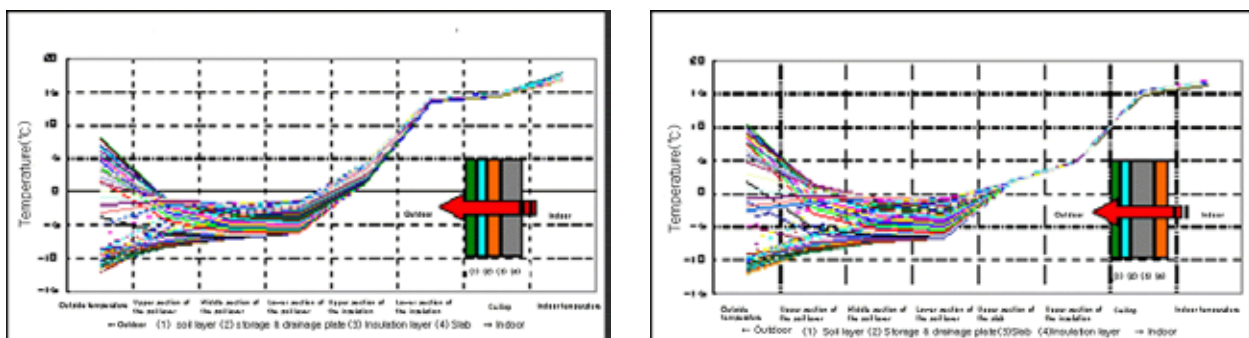 20
15
10
5
0
-5
-10
-15
Temperature(℃)
Outdoor
Indoor
(1) (2) (3) (4)
Outside temperature
Upper section of the soil layer
Middle section of the soil layer
Lower section of the soil layer
Upper section of the insulation
Lower section of the insulation
Ceiling
Indoor temperature
← Outdoor (1) soil layer (2) storage & drainage plate (3) Insulation layer (4) Slab → Indoor
20
15
10
5
0
-5
-10
-15
Temperature(℃)
Outdoor
Indoor
(1) (2) (3) (4)
Outside temperature
Upper section of the soil layer
Middle section of the soil layer
Lower section of the soil layer
Upper section of the slab
Upper section of the insulation
Ceiling
Indoor temperature
← Outdoor (1) Soil layer (2) Storage & drainage plate(3)Slab (4)Insulation layer → Indoor